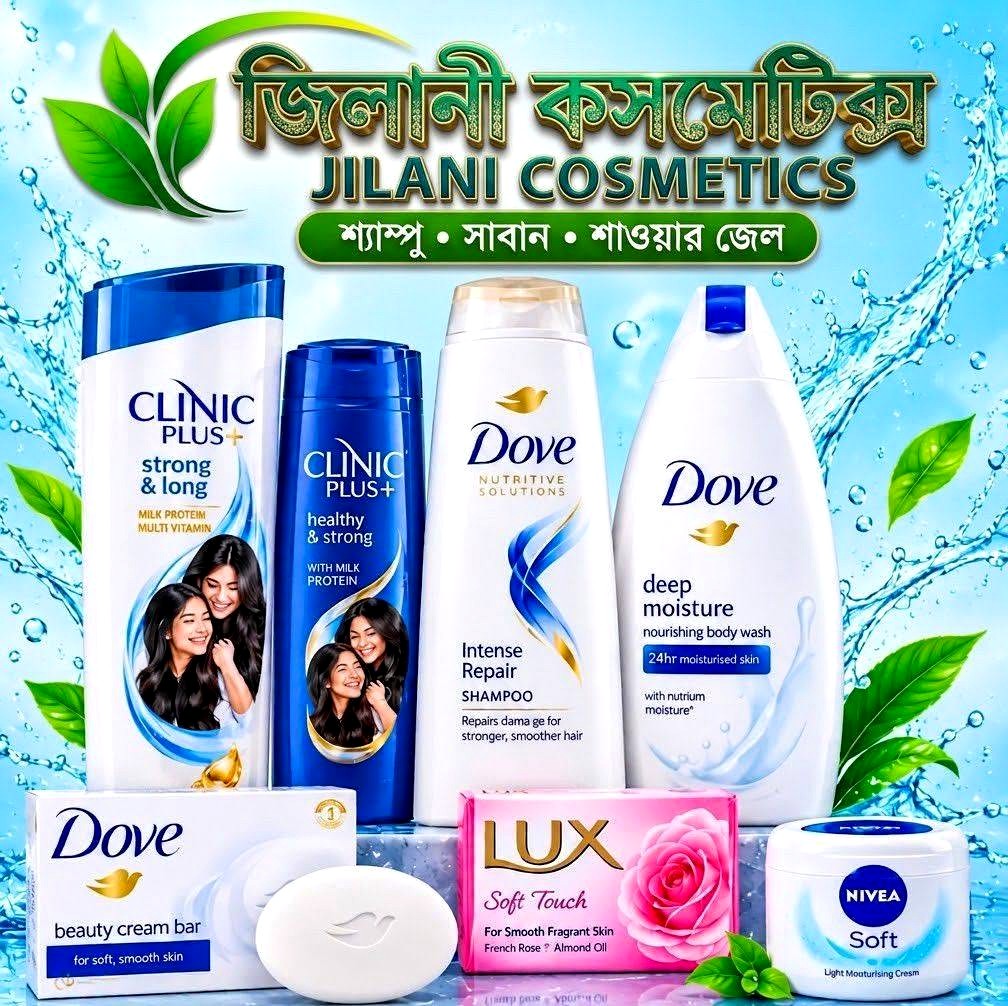 জিলানী কসমেটিক্স
JILANI COSMETICS
শ্যাম্পু • সাবান • শাওয়ার জেল
CLINIC
PLUS+
strong
& long
MILK PROTEIM
MULTI VITAMIN
CLINIC
PLUS+
healthy
& strong
WITH MILK
PROTEIN
Dove
NUTRITIVE
SOLUTIONS
Intense
Repair
SHAMPOO
Repairs dama ge for
stronger, smoother hair
Dove
deep
moisture
nourishing body wash
24hr moisturised skin
with nutrium
moisture*
Dove
beauty cream bar
for soft, smooth skin
LUX
Soft Touch
For Smooth Fragrant Skin
French Rose ? Almond Oil
NIVEA
Soft
Light Mouturising Cresm